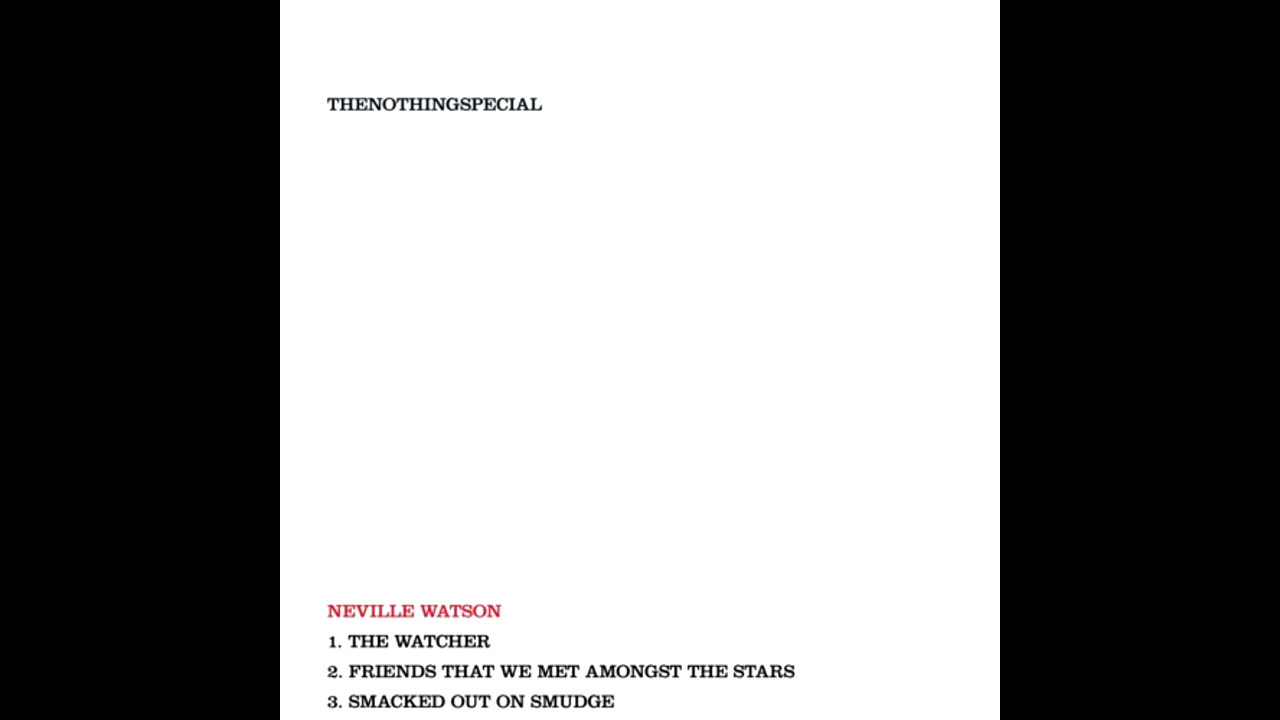 THENOTHINGSPECIAL
NEVILLE WATSON
1. THE WATCHER
2. FRIENDS THAT WE MET AMONGST THE STARS
3. SMACKED OUT ON SMUDGE